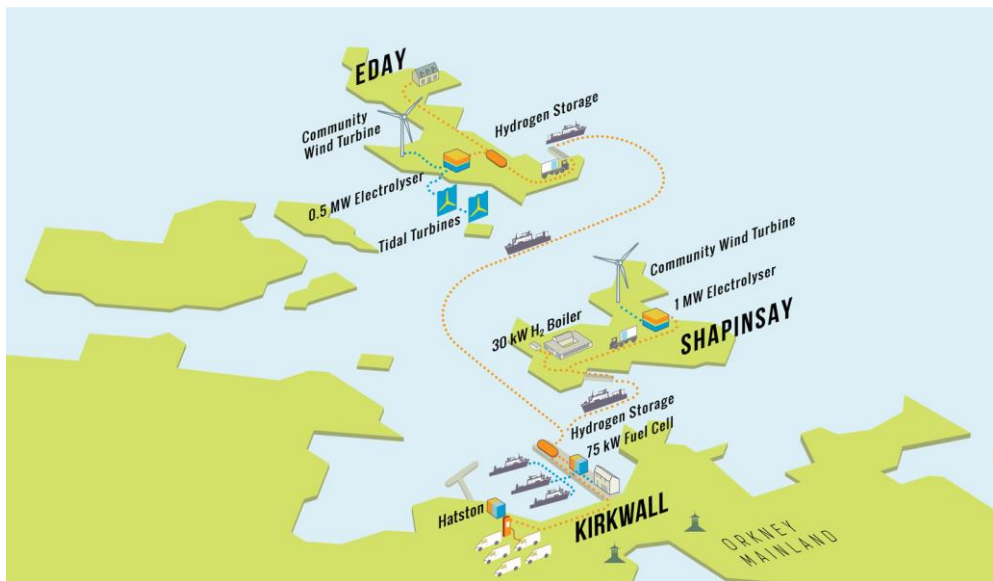 EDAY
Community
Wind Turbine
Hydrogen Storage
0.5 MW Electrolyser
Tidal Turbines
Community Wind Turbine
1 MW Electrolyser
30 kW H₂ Boiler
SHAPINSAY
Hydrogen Storage
75 kW Fuel Cell
Hatston
KIRKWALL
ORKNEY
MAINLAND